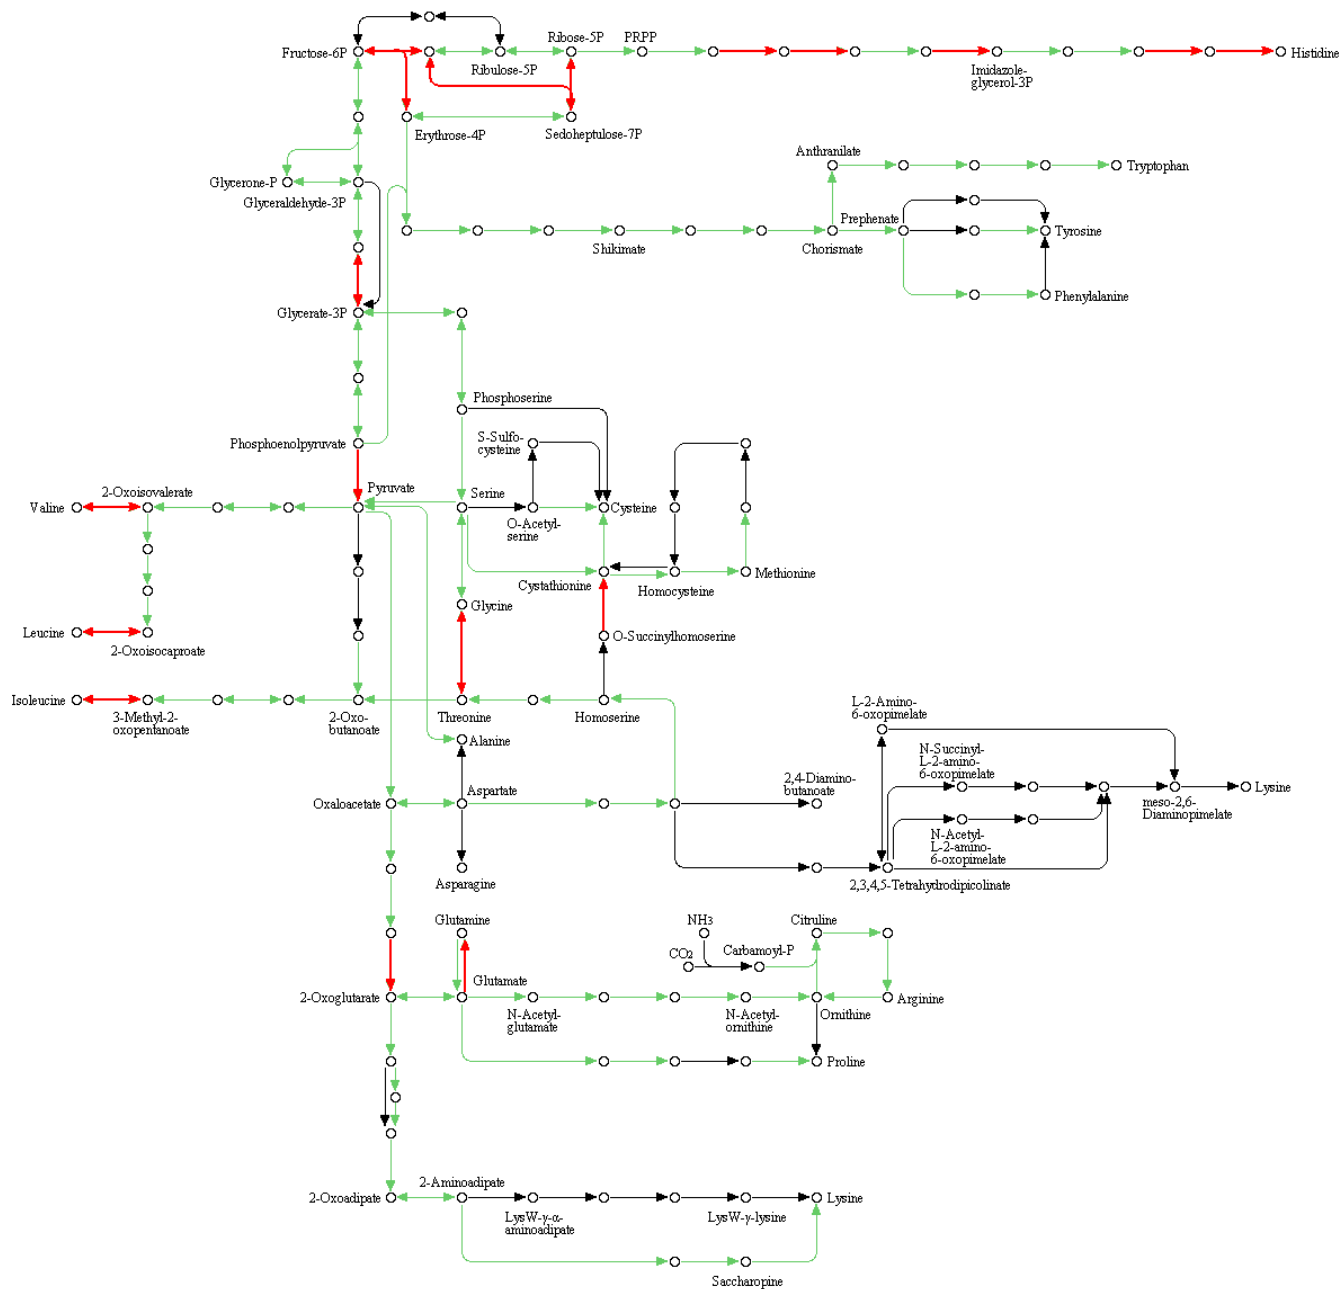 Fructose-6P
Ribose-5P
PRPP
Ribulose-5P
Imidazole-
glycerol-3P
Histidine
Erythrose-4P
Sedoheptulose-7P
Anthranilate
Tryptophan
Glycerone-P
Glyceraldehyde-3P
Prephenate
Shikimate
Chorismate
Tyrosine
Phenylalanine
Glycerate-3P
Phosphoserine
Phosphoenolpyruvate
S-Sulfo-
cysteine
2-Oxoisovalerate
Pyruvate
Serine
Valine
Cysteine
O-Acetyl-
serine
Cystathionine
Homocysteine
Methionine
Glycine
Leucine
2-Oxoisocaproate
O-Succinylhomoserine
Isoleucine
3-Methyl-2-
oxopentanoate
2-Oxo-
butanoate
Threonine
Homoserine
Alanine
L-2-Amino-
6-oxopimelate
N-Succinyl-
L-2-amino-
6-oxopimelate
2,4-Diamino-
butanoate
Oxaloacetate
Aspartate
Lysine
meso-2,6-
Diaminopimelate
N-Acetyl-
L-2-amino-
6-oxopimelate
Asparagine
2,3,4,5-Tetrahydrodipicolinate
Glutamine
NH3
Citruline
CO2
Carbamoyl-P
2-Oxoglutarate
Glutamate
N-Acetyl-
glutamate
N-Acetyl-
ornithine
Ornithine
Arginine
Proline
2-Oxoadipate
2-Aminoadipate
LysW-γ-α-
aminoadipate
LysW-γ-lysine
Lysine
Saccharopine